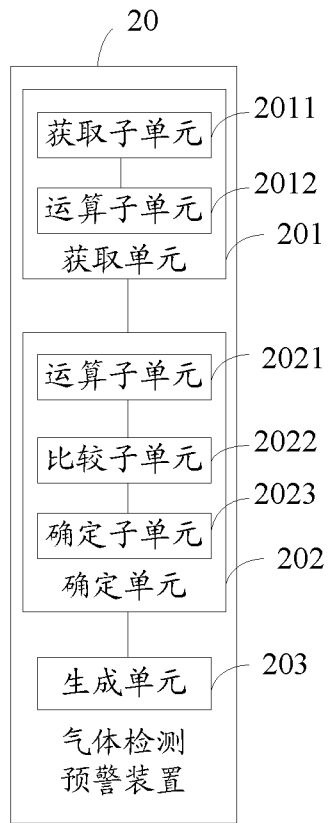 20
获取子单元
2011
运算子单元
2012
获取单元
201
运算子单元
2021
比较子单元
2022
确定子单元
2023
确定单元
202
生成单元
203
气体检测
预警装置